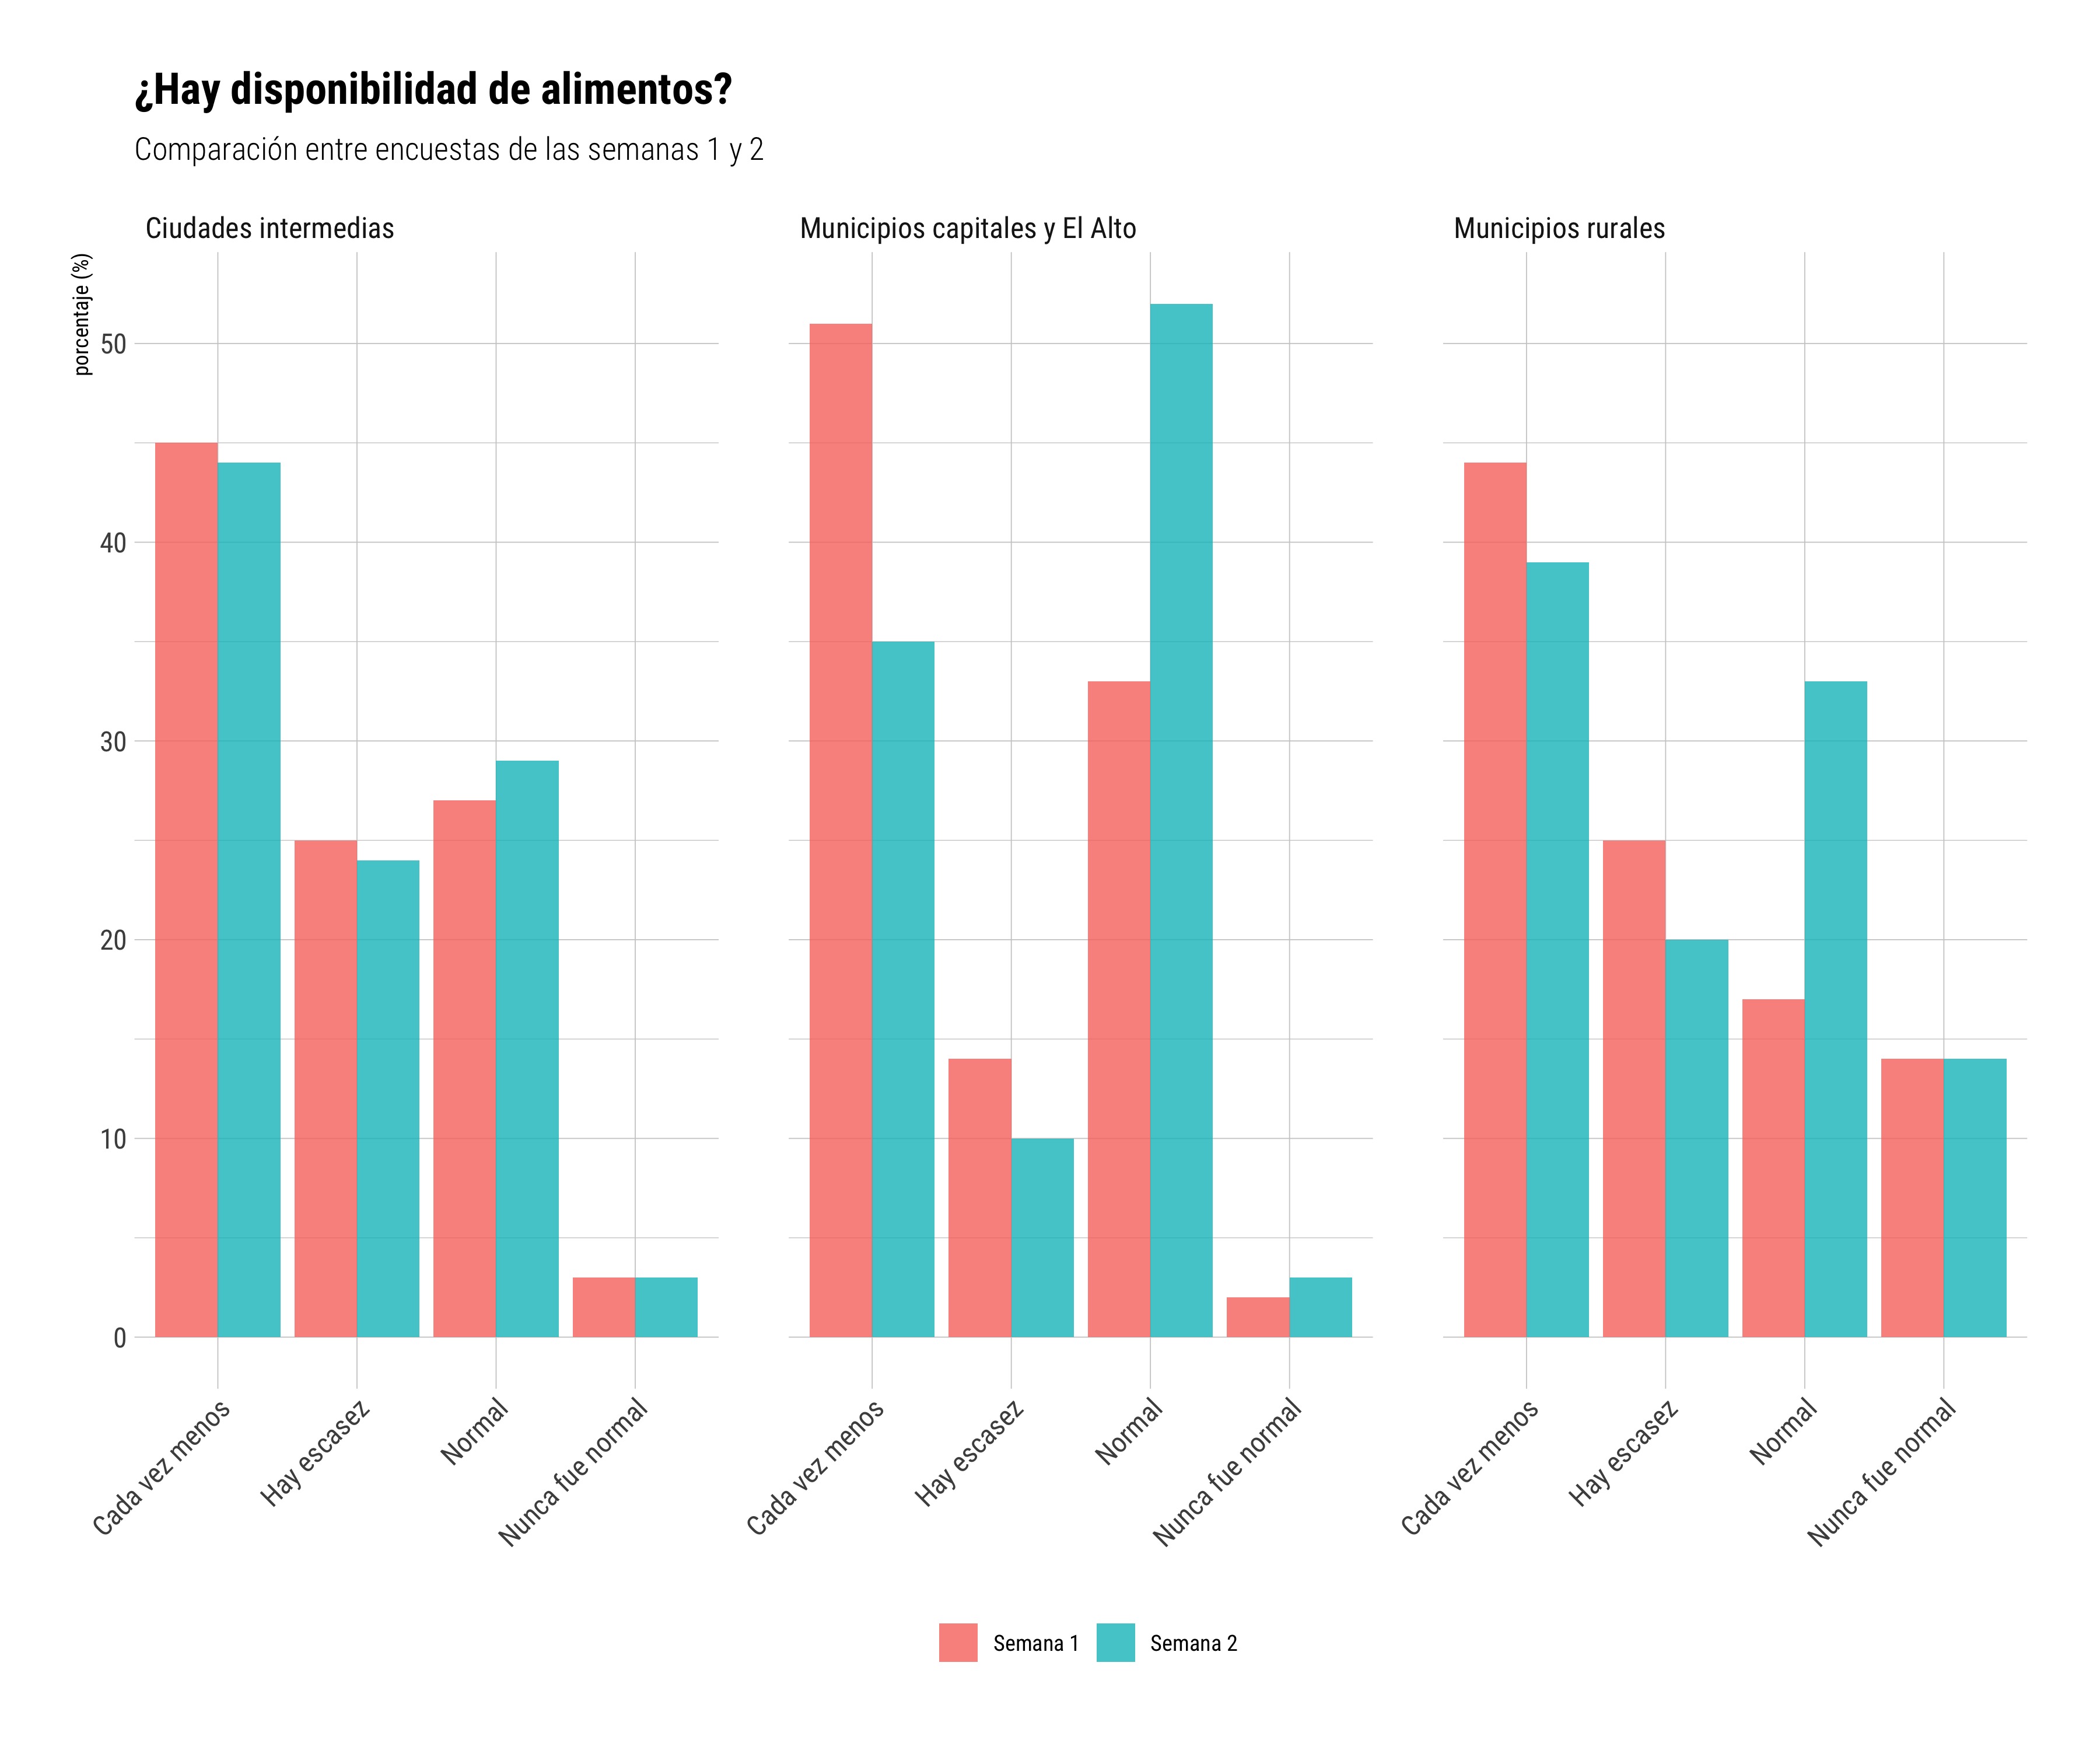 ¿Hay disponibilidad de alimentos?
Comparación entre encuestas de las semanas 1 y 2
Ciudades intermedias
Municipios capitales y El Alto
Municipios rurales
porcentaje (%)
50
40
30
20
10
0
Cada vez menos
Hay escasez
Normal
Nunca fue normal
Cada vez menos
Hay escasez
Normal
Nunca fue normal
Cada vez menos
Hay escasez
Normal
Nunca fue normal
Semana 1
Semana 2